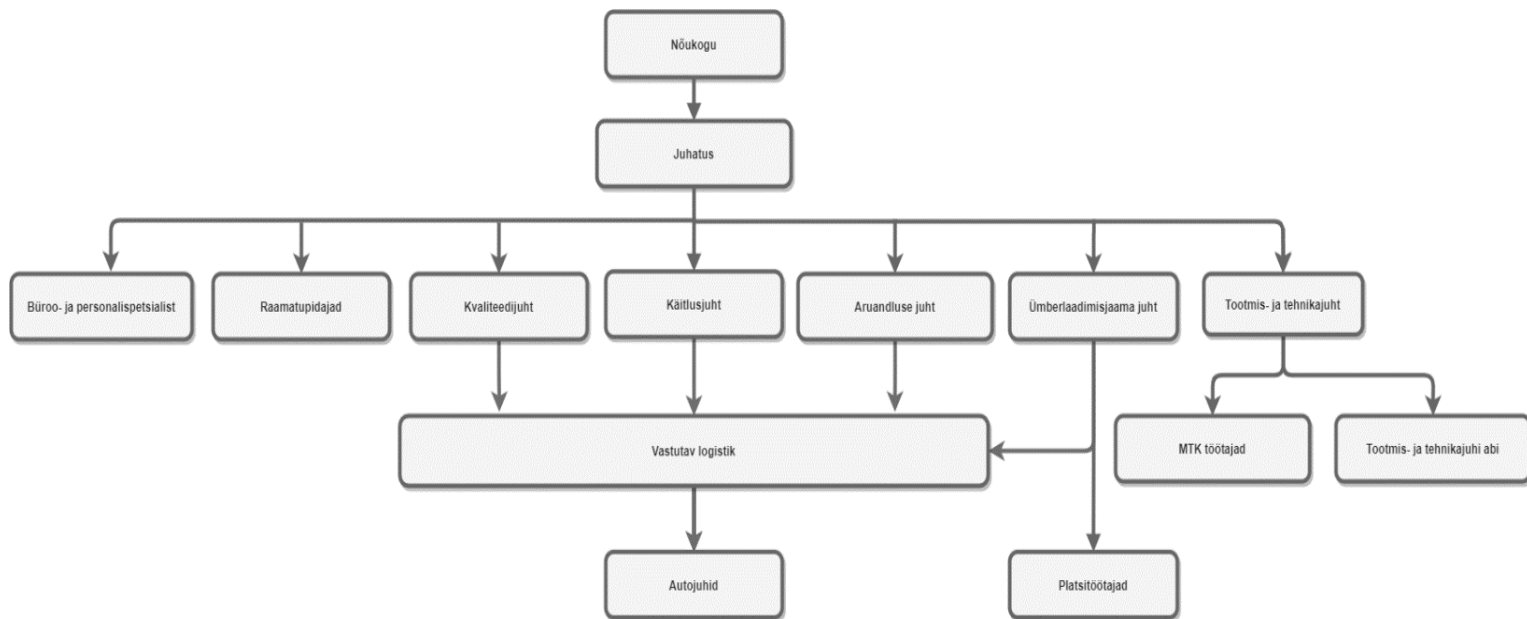 Nõukogu
Juhatus
Büroo- ja personalispetsialist
Raamatupidajad
Kvaliteedijuht
Käitlusjuht
Aruandluse juht
Ümberlaadimisjaama juht
Tootmis- ja tehnikajuht
Vastutav logistik
MTK töötajad
Tootmis- ja tehnikajuhi abi
Autojuhid
Platsitöötajad